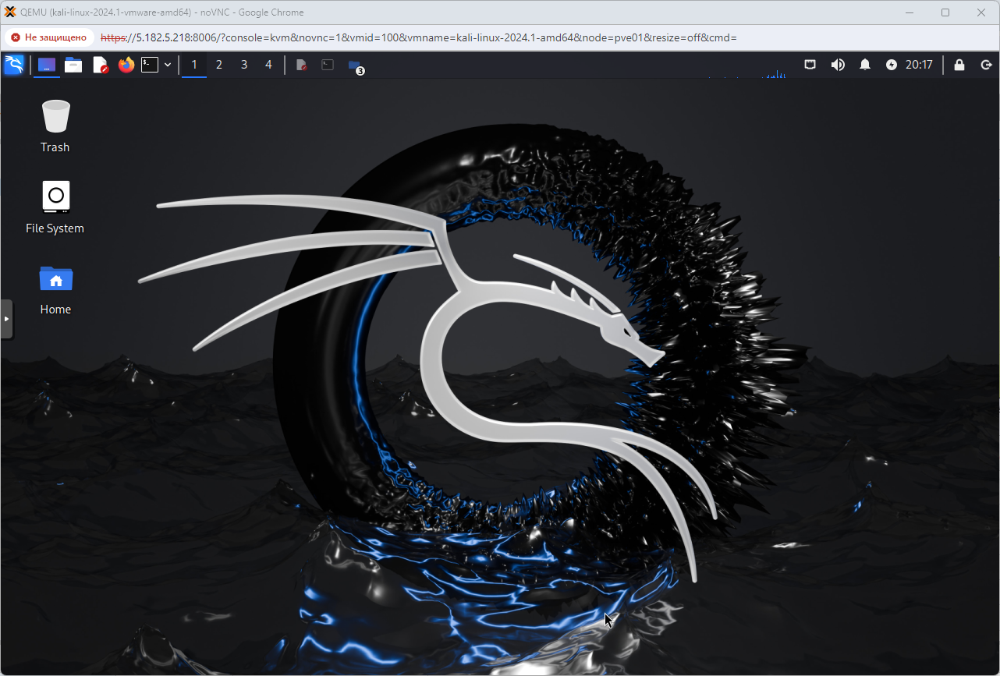 QEMU (kali-linux-2024.1-vmware-amd64) - noVNC - Google Chrome
Не защищено https://5.182.5.218:8006/?console=kvm&novnc=1&vmid=100&vmname=kali-linux-2024.1-amd64&node=pve01&resize=off&cmd=
1 2 3 4 3 20:17
Trash
File System
Home